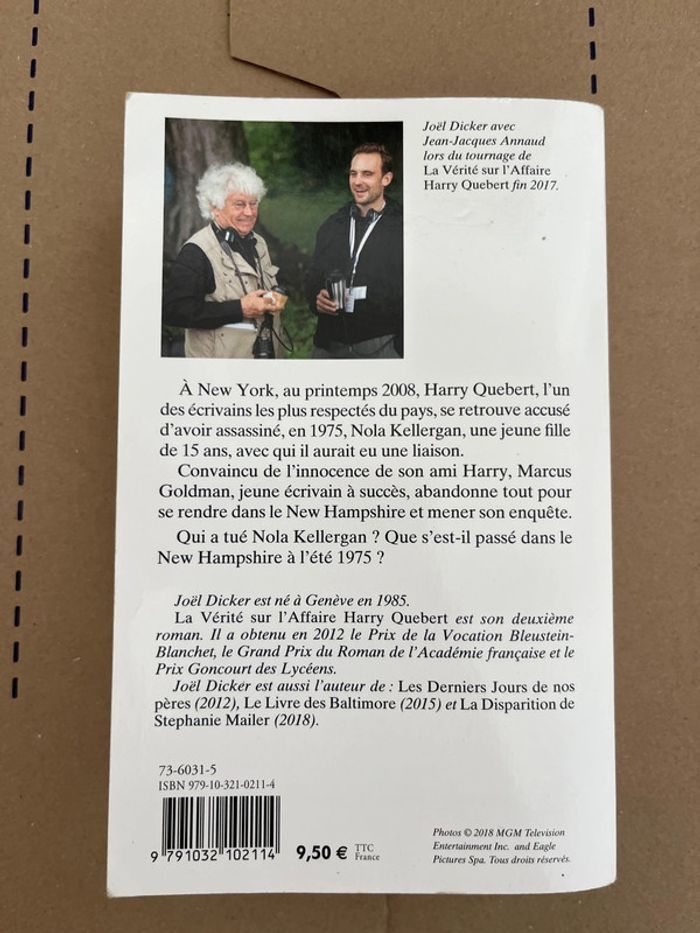 Joël Dicker avec
Jean-Jacques Annaud
lors du tournage de
La Vérité sur l'Affaire
Harry Quebert fin 2017.
À New York, au printemps 2008, Harry Quebert, l'un
des écrivains les plus respectés du pays, se retrouve accusé
d'avoir assassiné, en 1975, Nola Kellergan, une jeune fille
de 15 ans, avec qui il aurait eu une liaison.
Convaincu de l'innocence de son ami Harry, Marcus
Goldman, jeune écrivain à succès, abandonne tout pour
se rendre dans le New Hampshire et mener son enquête.
Qui a tué Nola Kellergan ? Que s'est-il passé dans le
New Hampshire à l'été 1975 ?
Joël Dicker est né à Genève en 1985.
La Vérité sur l'Affaire Harry Quebert est son deuxième
roman. Il a obtenu en 2012 le Prix de la Vocation Bleustein-
Blanchet, le Grand Prix du Roman de l'Académie française et le
Prix Goncourt des Lycéens.
Joël Dicker est aussi l'auteur de : Les Derniers Jours de nos
pères (2012), Le Livre des Baltimore (2015) et La Disparition de
Stephanie Mailer (2018).
73-6031-5
ISBN 979-10-321-0211-4
9 791032 102114
9,50 € TTC
France
Photos © 2018 MGM Television
Entertainment Inc. and Eagle
Pictures Spa. Tous droits réservés.